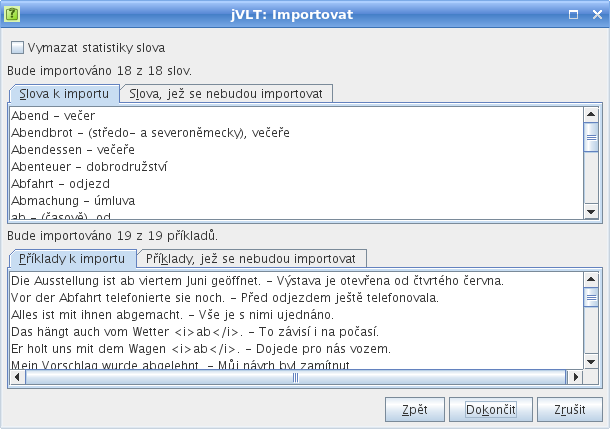 jVLT: Importovat
Vymazat statistiky slova
Bude importováno 18 z 18 slov.
Slova k importu
Slova, jež se nebudou importovat
Abend – večer
Abendbrot – (středo- a severoněmecky), večeře
Abendessen – večeře
Abenteuer – dobrodružství
Abfahrt – odjezd
Abmachung – úmluva
ab – (časově), od
Bude importováno 19 z 19 příkladů.
Příklady k importu
Příklady, jež se nebudou importovat
Die Ausstellung ist ab viertem Juni geöffnet. – Výstava je otevřena od čtvrtého června.
Vor der Abfahrt telefonierte sie noch. – Před odjezdem ještě telefonovala.
Alles ist mit ihnen abgemacht. – Vše je s nimi ujednáno.
Das hängt auch vom Wetter <i>ab</i>. – To závisí i na počasí.
Er holt uns mit dem Wagen <i>ab</i>. – Dojede pro nás vozem.
Mein Vorschlag wurde abgelehnt. – Můj návrh byl zamítnut.
Zpět
Dokončit
Zrušit